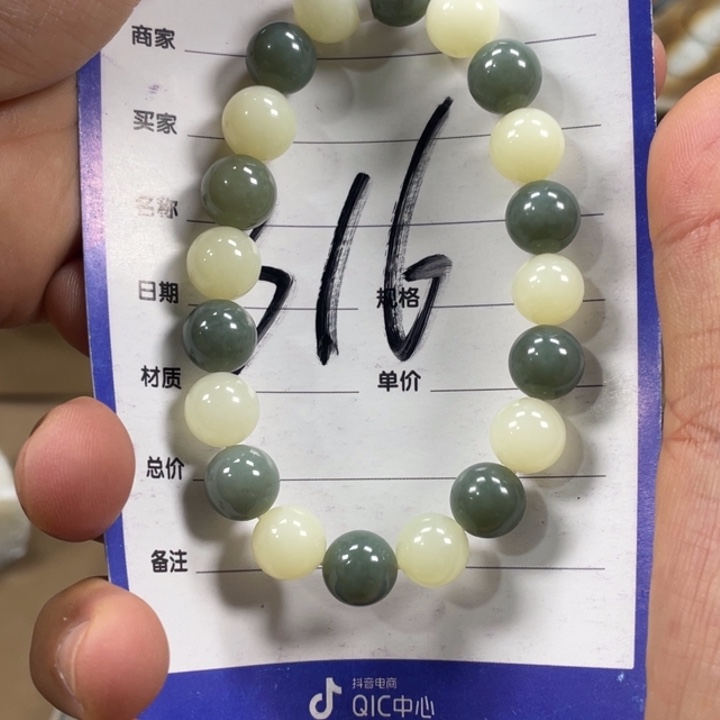 商家
买家
名称
日期 规格
材质 单价
总价
备注
316
抖音电商
QIC中心